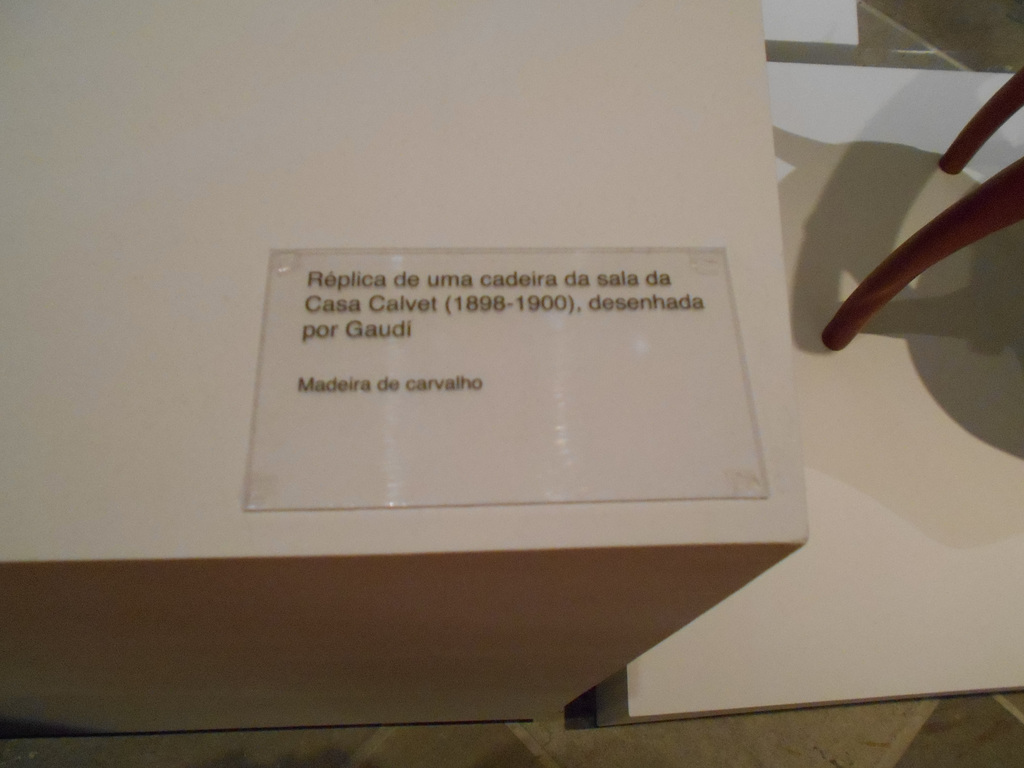 Réplica de uma cadeira da sala da
Casa Calvet (1898-1900), desenhada
por Gaudí
Madeira de carvalho